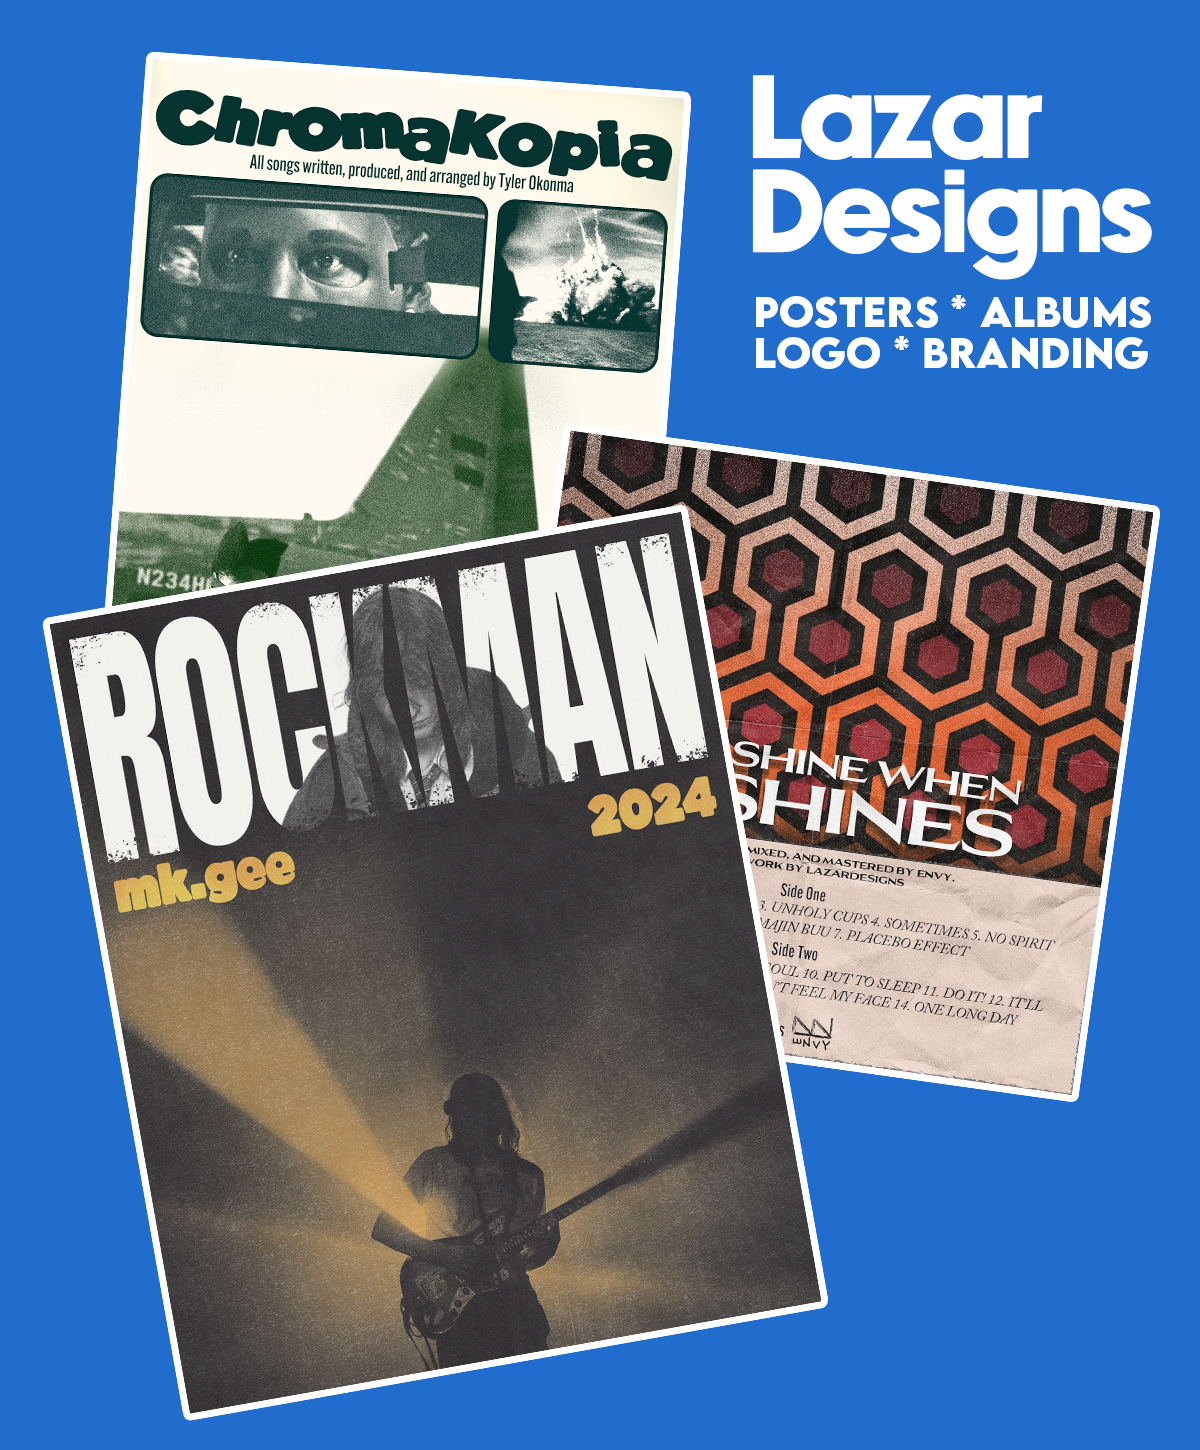 Lazar
Designs
POSTERS * ALBUMS
LOGO * BRANDING
ChromaKopia
All songs written, produced, and arranged by Tyler Okonma
N234H
ROCKMAN
2024
mk.gee
SHINE WHEN
SHINES
MIXED, AND MASTERED BY ENVY.
WORK BY LAZARDESIGNS
Side One
3. UNHOLY CUPS 4. SOMETIMES 5. NO SPIRIT
MAJIN BUU 7. PLACEBO EFFECT
Side Two
SOUL 10. PUT TO SLEEP 11. DO IT! 12. IT'LL
'T FEEL MY FACE 14. ONE LONG DAY
ENVY